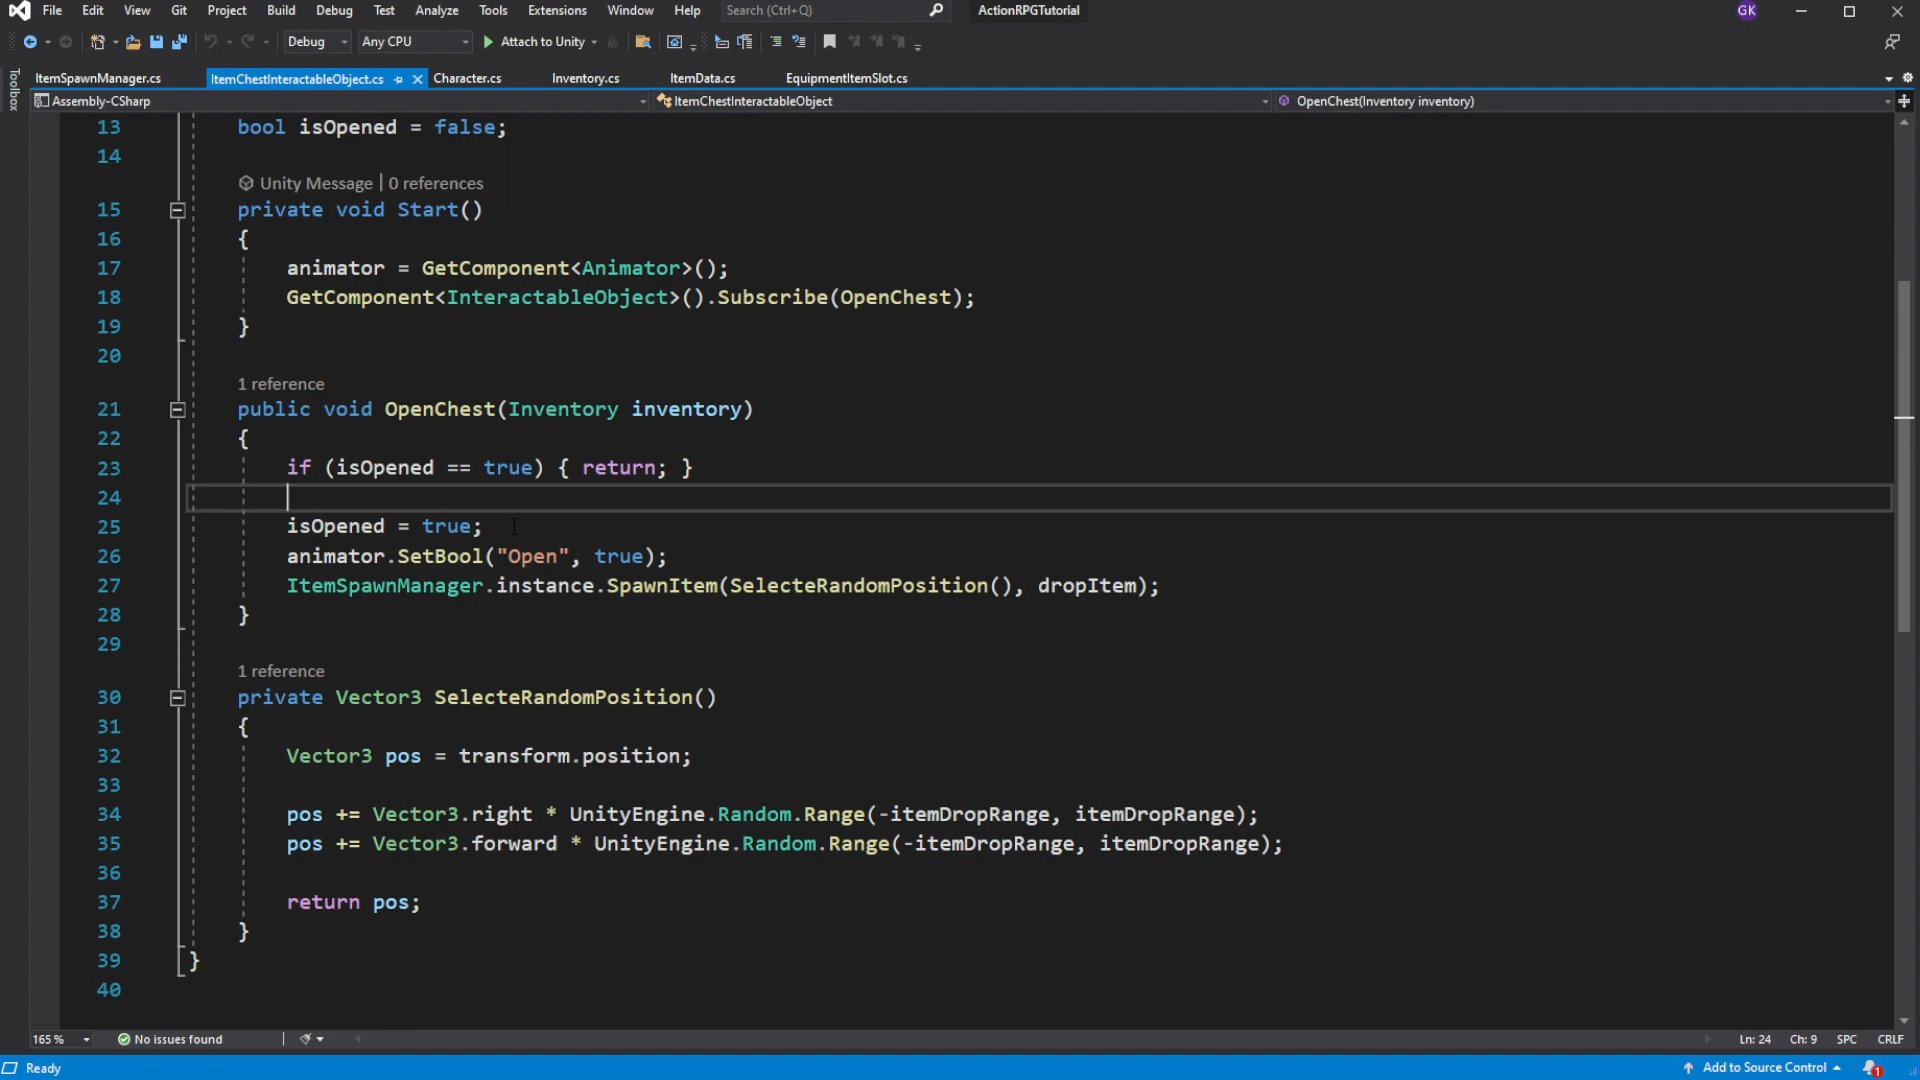 File Edit View Git Project Build Debug Test Analyze Tools Extensions Window Help Search (Ctrl+Q) ActionRPGTutorial GK
Debug Any CPU Attach to Unity
ItemSpawnManager.cs ItemChestInteractableObject.cs Character.cs Inventory.cs ItemData.cs EquipmentItemSlot.cs
Toolbox
Assembly-CSharp ItemChestInteractableObject OpenChest(Inventory inventory)
13 bool isOpened = false;
14
Unity Message | 0 references
15 private void Start()
16 {
17 animator = GetComponent<Animator>();
18 GetComponent<InteractableObject>().Subscribe(OpenChest);
19 }
20
1 reference
21 public void OpenChest(Inventory inventory)
22 {
23 if (isOpened == true) { return; }
24
25 isOpened = true;
26 animator.SetBool("Open", true);
27 ItemSpawnManager.instance.SpawnItem(SelecteRandomPosition(), dropItem);
28 }
29
1 reference
30 private Vector3 SelecteRandomPosition()
31 {
32 Vector3 pos = transform.position;
33
34 pos += Vector3.right * UnityEngine.Random.Range(-itemDropRange, itemDropRange);
35 pos += Vector3.forward * UnityEngine.Random.Range(-itemDropRange, itemDropRange);
36
37 return pos;
38 }
39 }
40
165 % No issues found Ln: 24 Ch: 9 SPC CRLF
Ready Add to Source Control 1